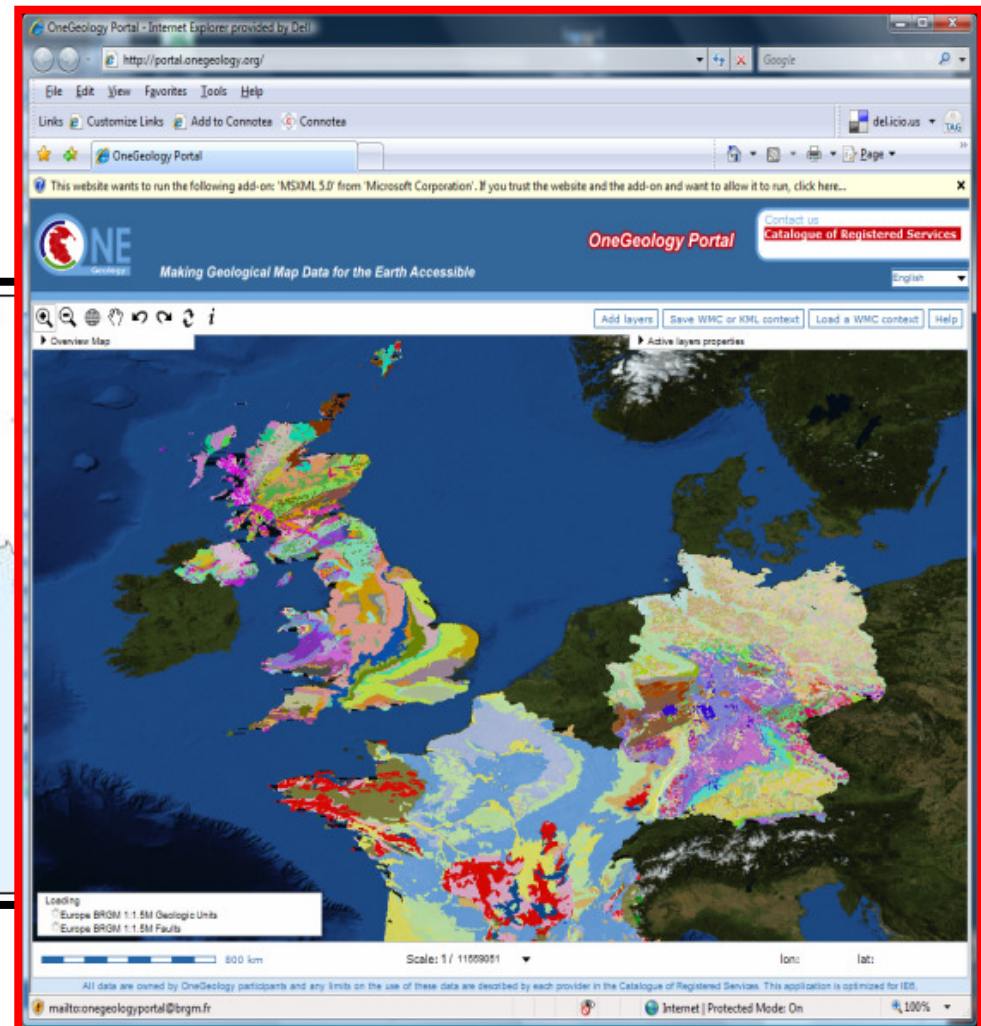 OneGeology Portal - Internet Explorer provided by Dell
http://portal.onegeology.org/
Google
File Edit View Favorites Tools Help
Links Customize Links Add to Connotea Connotea
del.icio.us TAG
OneGeology Portal
Page
This website wants to run the following add-on: 'MSXML 5.0' from 'Microsoft Corporation'. If you trust the website and the add-on and want to allow it to run, click here...
ONE
Geology
Making Geological Map Data for the Earth Accessible
OneGeology Portal
Contact us
Catalogue of Registered Services
English
Add layers Save WMC or KML context Load a WMC context Help
Overview Map
Active layers properties
Loading
Europe BRGM 1:1.5M Geologic Units
Europe BRGM 1:1.5M Faults
800 km
Scale: 1/ 11669051
lon: lat:
All data are owned by OneGeology participants and any limits on the use of these data are described by each provider in the Catalogue of Registered Services. This application is optimized for IE6,
mailto:onegeologyportal@brgm.fr
Internet | Protected Mode: On
100%